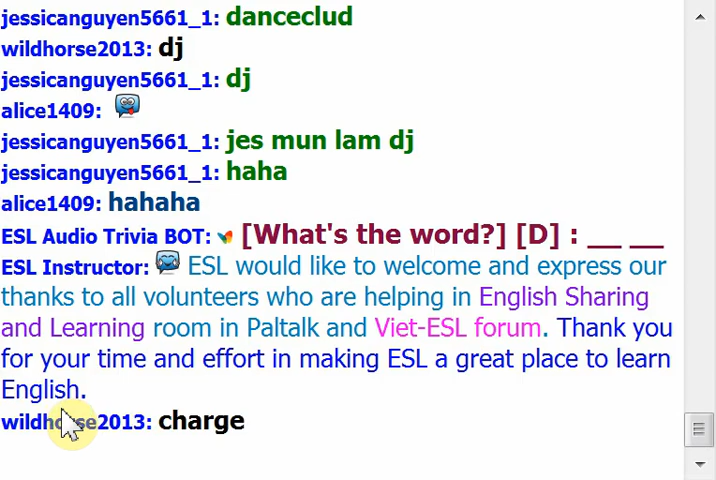 jessicanguyen5661_1: danceclud
wildhorse2013: dj
jessicanguyen5661_1: dj
alice1409:
jessicanguyen5661_1: jes mun lam dj
jessicanguyen5661_1: haha
alice1409: hahaha
ESL Audio Trivia BOT: [What's the word?] [D] : __ __
ESL Instructor: ESL would like to welcome and express our
thanks to all volunteers who are helping in English Sharing
and Learning room in Paltalk and Viet-ESL forum. Thank you
for your time and effort in making ESL a great place to learn
English.
wildhorse2013: charge